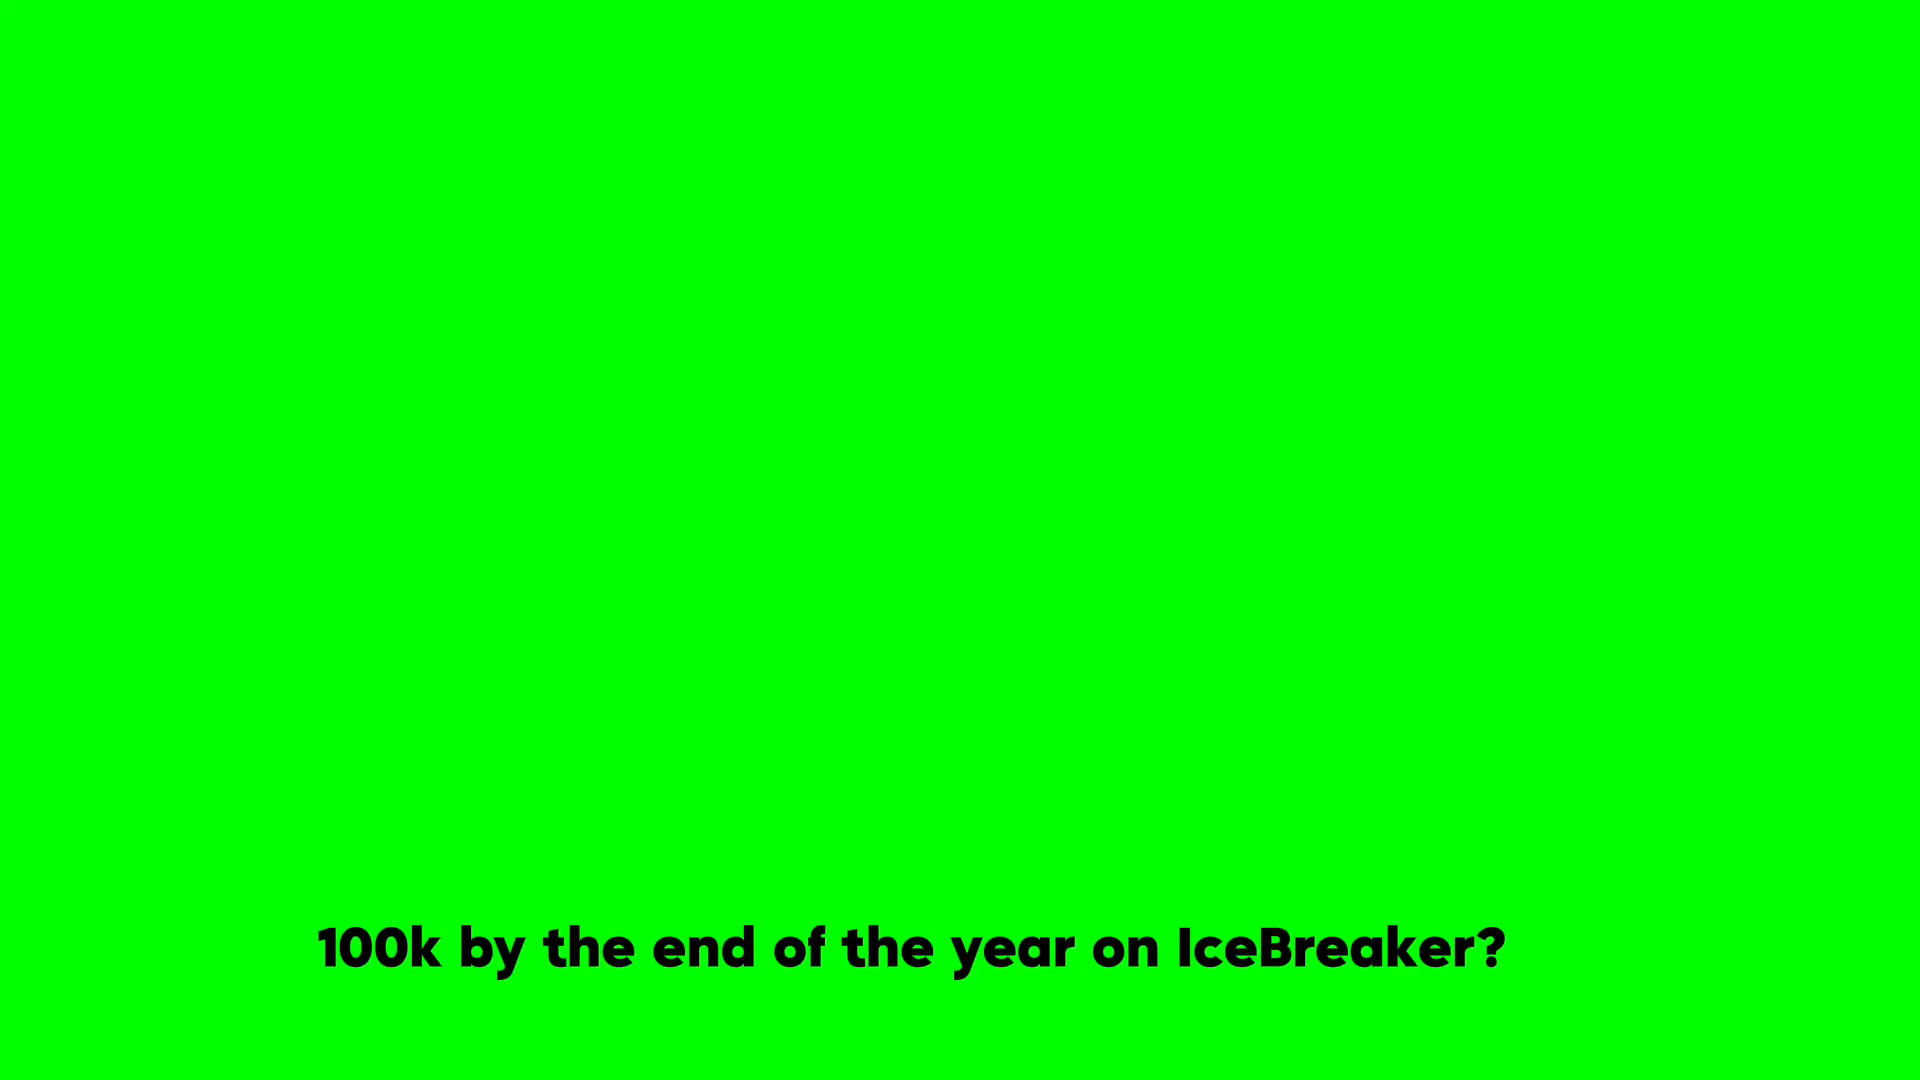 100k by the end of the year on IceBreaker?